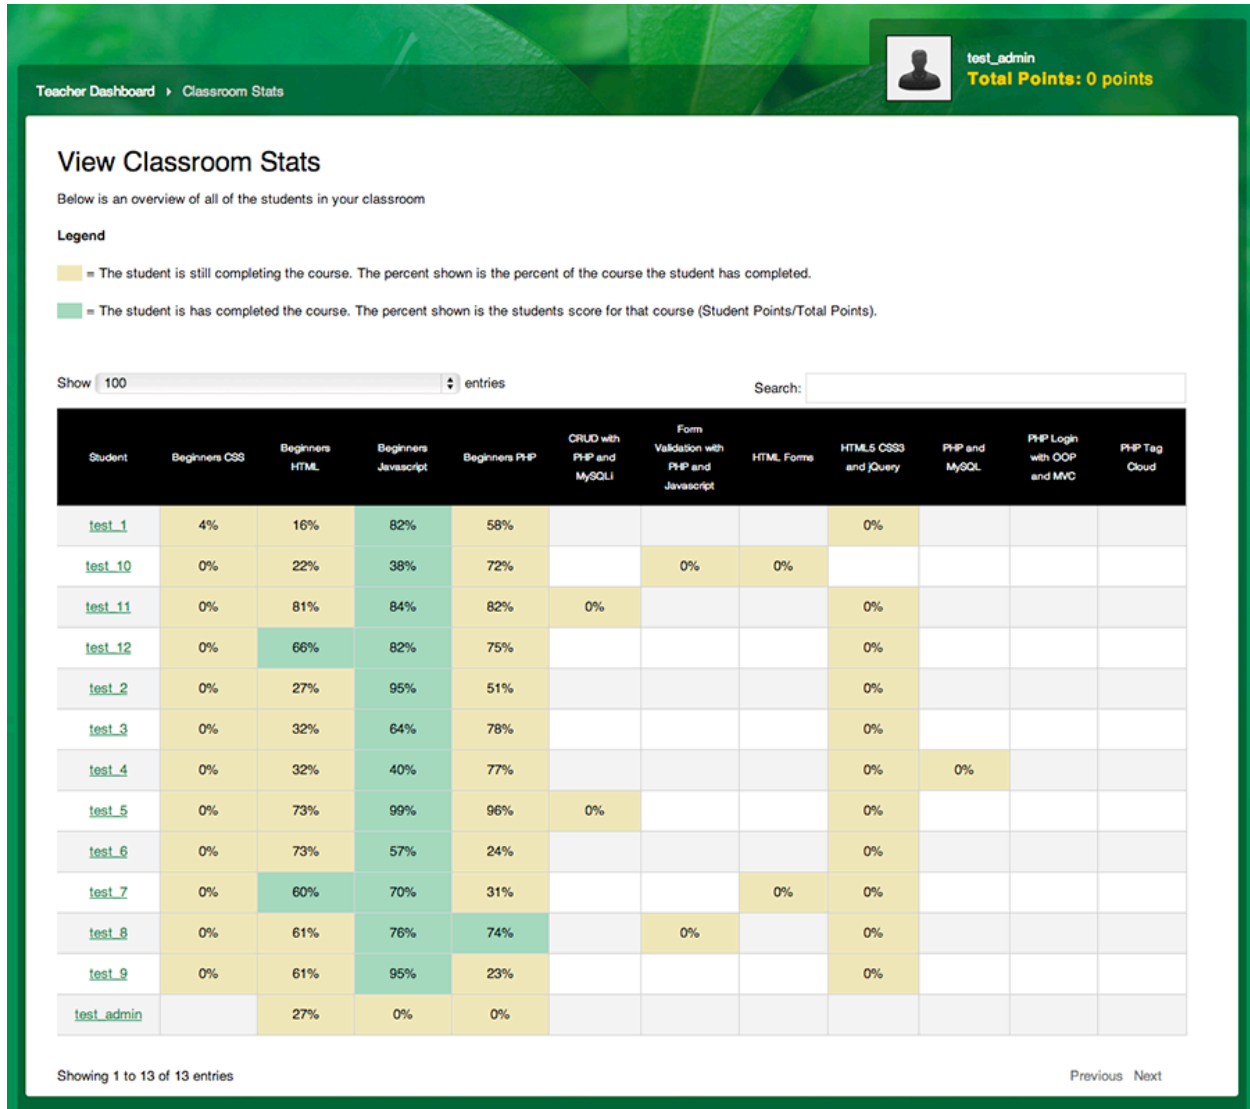 test_admin
Total Points: 0 points
Teacher Dashboard › Classroom Stats
View Classroom Stats
Below is an overview of all of the students in your classroom
Legend
= The student is still completing the course. The percent shown is the percent of the course the student has completed.
= The student is has completed the course. The percent shown is the students score for that course (Student Points/Total Points).
Show 100 entries Search:
Student Beginners CSS Beginners HTML Beginners Javascript Beginners PHP CRUD with PHP and MySQLi Form Validation with PHP and Javascript HTML Forms HTML5 CSS3 and jQuery PHP and MySQL PHP Login with OOP and MVC PHP Tag Cloud
test_1 4% 16% 82% 58% 0%
test_10 0% 22% 38% 72% 0% 0%
test_11 0% 81% 84% 82% 0% 0%
test_12 0% 66% 82% 75% 0%
test_2 0% 27% 95% 51% 0%
test_3 0% 32% 64% 78% 0%
test_4 0% 32% 40% 77% 0% 0%
test_5 0% 73% 99% 96% 0% 0%
test_6 0% 73% 57% 24% 0%
test_7 0% 60% 70% 31% 0% 0%
test_8 0% 61% 76% 74% 0% 0%
test_9 0% 61% 95% 23% 0%
test_admin 27% 0% 0%
Showing 1 to 13 of 13 entries Previous Next